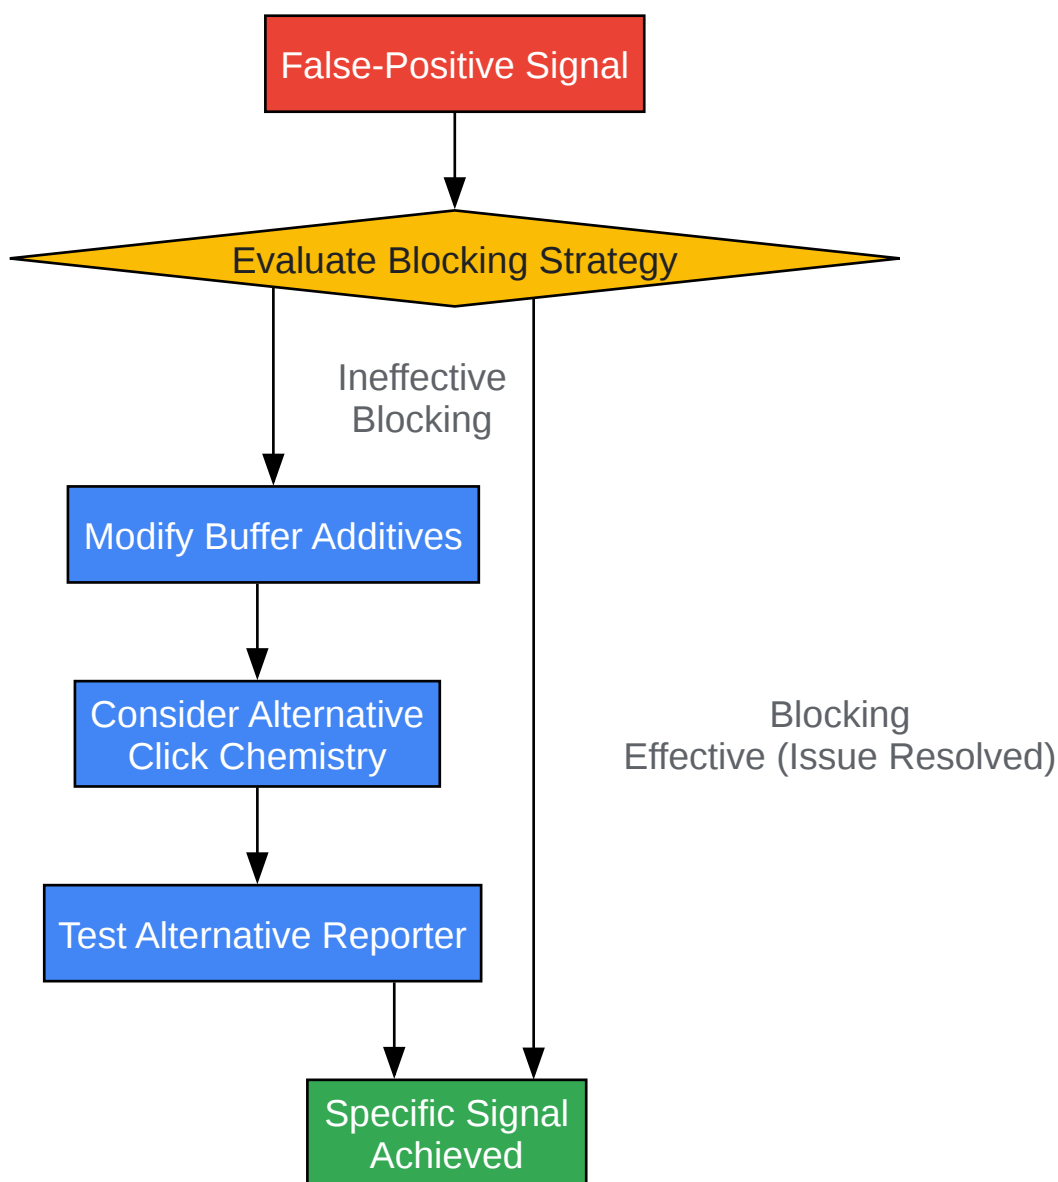 False-Positive Signal
Evaluate Blocking Strategy
Ineffective
Blocking
Modify Buffer Additives
Consider Alternative
Click Chemistry
Blocking
Effective (Issue Resolved)
Test Alternative Reporter
Specific Signal
Achieved